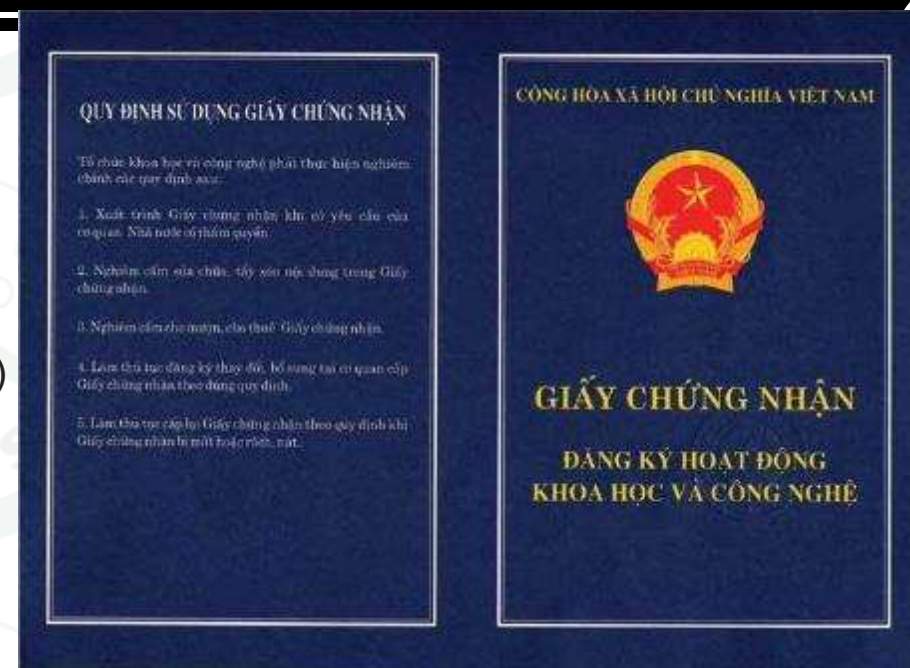 )
QUY ĐỊNH SỬ DỤNG GIẤY CHỨNG NHẬN
Tổ chức khoa học và công nghệ phải thực hiện nghiêm
chỉnh các quy định sau:
1. Xuất trình Giấy chứng nhận khi có yêu cầu của
cơ quan Nhà nước có thẩm quyền.
2. Nghiêm cấm sửa chữa, tẩy xóa nội dung trong Giấy
chứng nhận.
3. Nghiêm cấm cho mượn, cho thuê Giấy chứng nhận.
4. Làm thủ tục đăng ký thay đổi, bổ sung tại cơ quan cấp
Giấy chứng nhận theo đúng quy định.
5. Làm thủ tục cấp lại Giấy chứng nhận theo quy định khi
Giấy chứng nhận bị mất hoặc rách, nát.
CỘNG HÒA XÃ HỘI CHỦ NGHĨA VIỆT NAM
GIẤY CHỨNG NHẬN
ĐĂNG KÝ HOẠT ĐỘNG
KHOA HỌC VÀ CÔNG NGHỆ